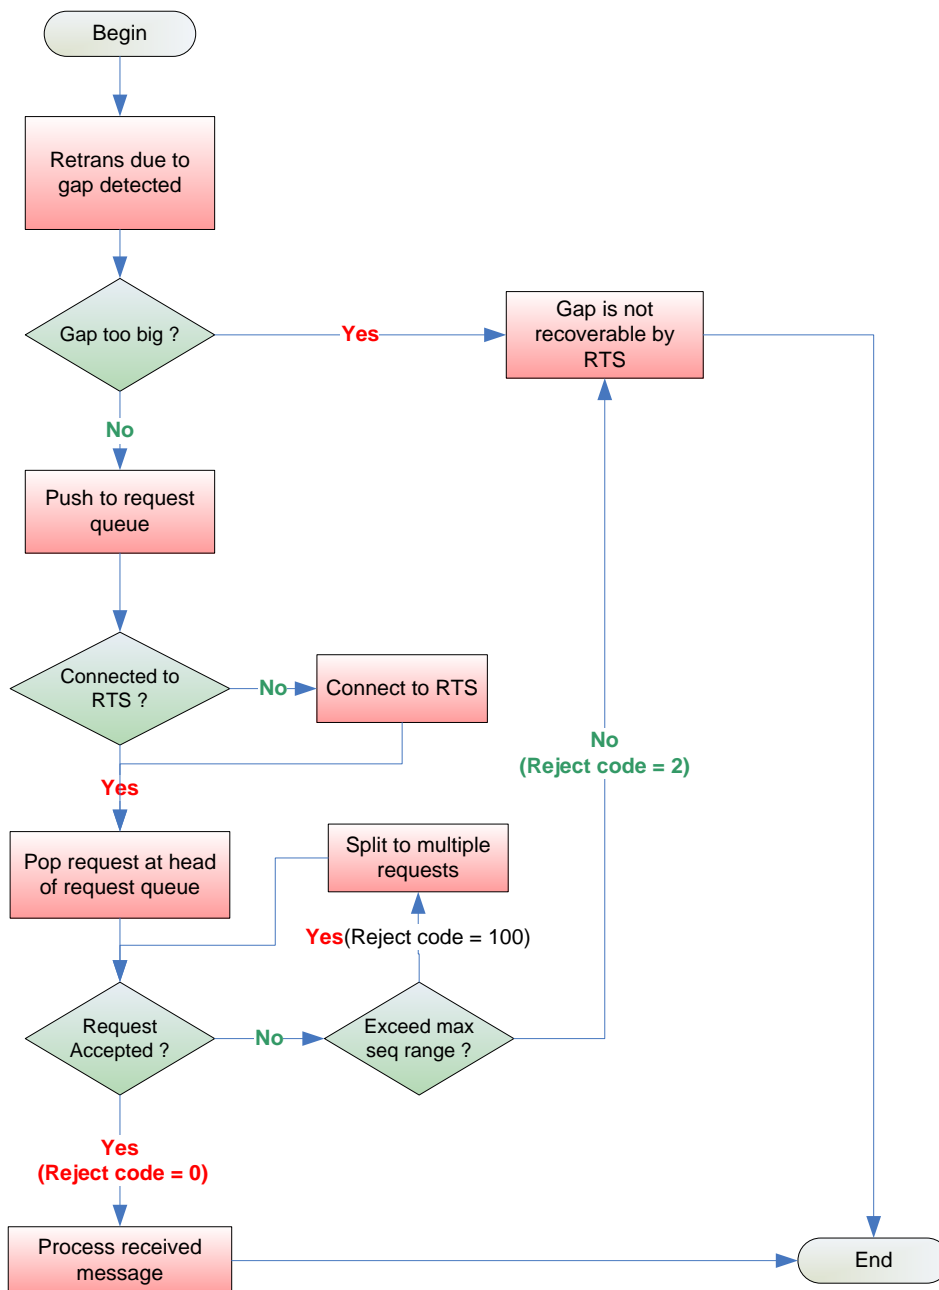 Begin
Retrans due to
gap detected
Gap too big ?
Yes
Gap is not
recoverable by
RTS
No
Push to request
queue
Connected to
RTS ?
No
Connect to RTS
Yes
No
(Reject code = 2)
Pop request at head
of request queue
Split to multiple
requests
Yes(Reject code = 100)
Request
Accepted ?
No
Exceed max
seq range ?
Yes
(Reject code = 0)
Process received
message
End